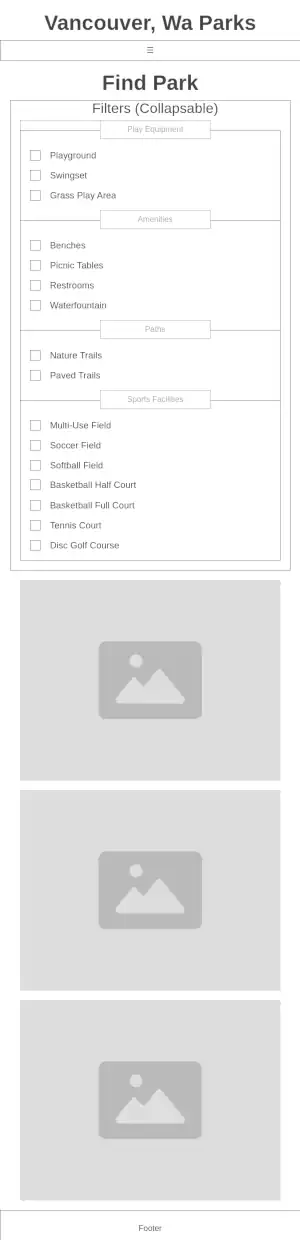 Vancouver, Wa Parks
Find Park
Filters (Collapsable)
Play Equipment
Playground
Swingset
Grass Play Area
Amenities
Benches
Picnic Tables
Restrooms
Waterfountain
Paths
Nature Trails
Paved Trails
Sports Facilities
Multi-Use Field
Soccer Field
Softball Field
Basketball Half Court
Basketball Full Court
Tennis Court
Disc Golf Course
Footer